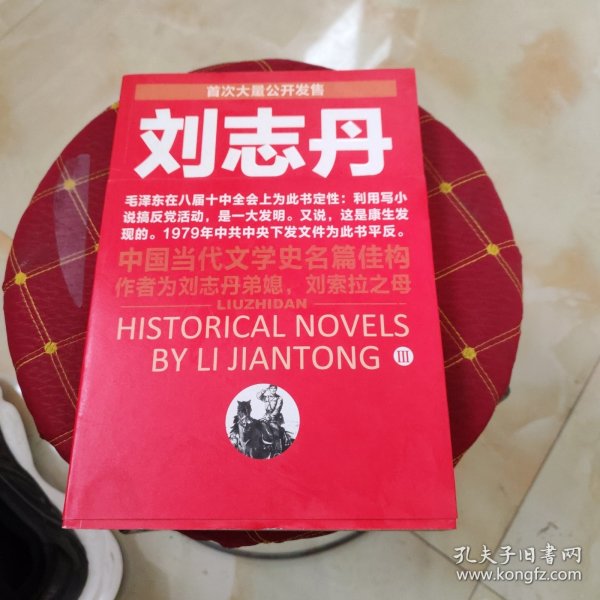 首次大量公开发售
刘志丹
毛泽东在八届十中全会上为此书定性：利用写小
说搞反党活动，是一大发明。又说，这是康生发
现的。1979年中共中央下发文件为此书平反。
中国当代文学史名篇佳构
作者为刘志丹弟媳，刘索拉之母
LIUZHIDAN
HISTORICAL NOVELS
BY LI JIANTONG III
孔夫子旧书网
www.kongfz.com